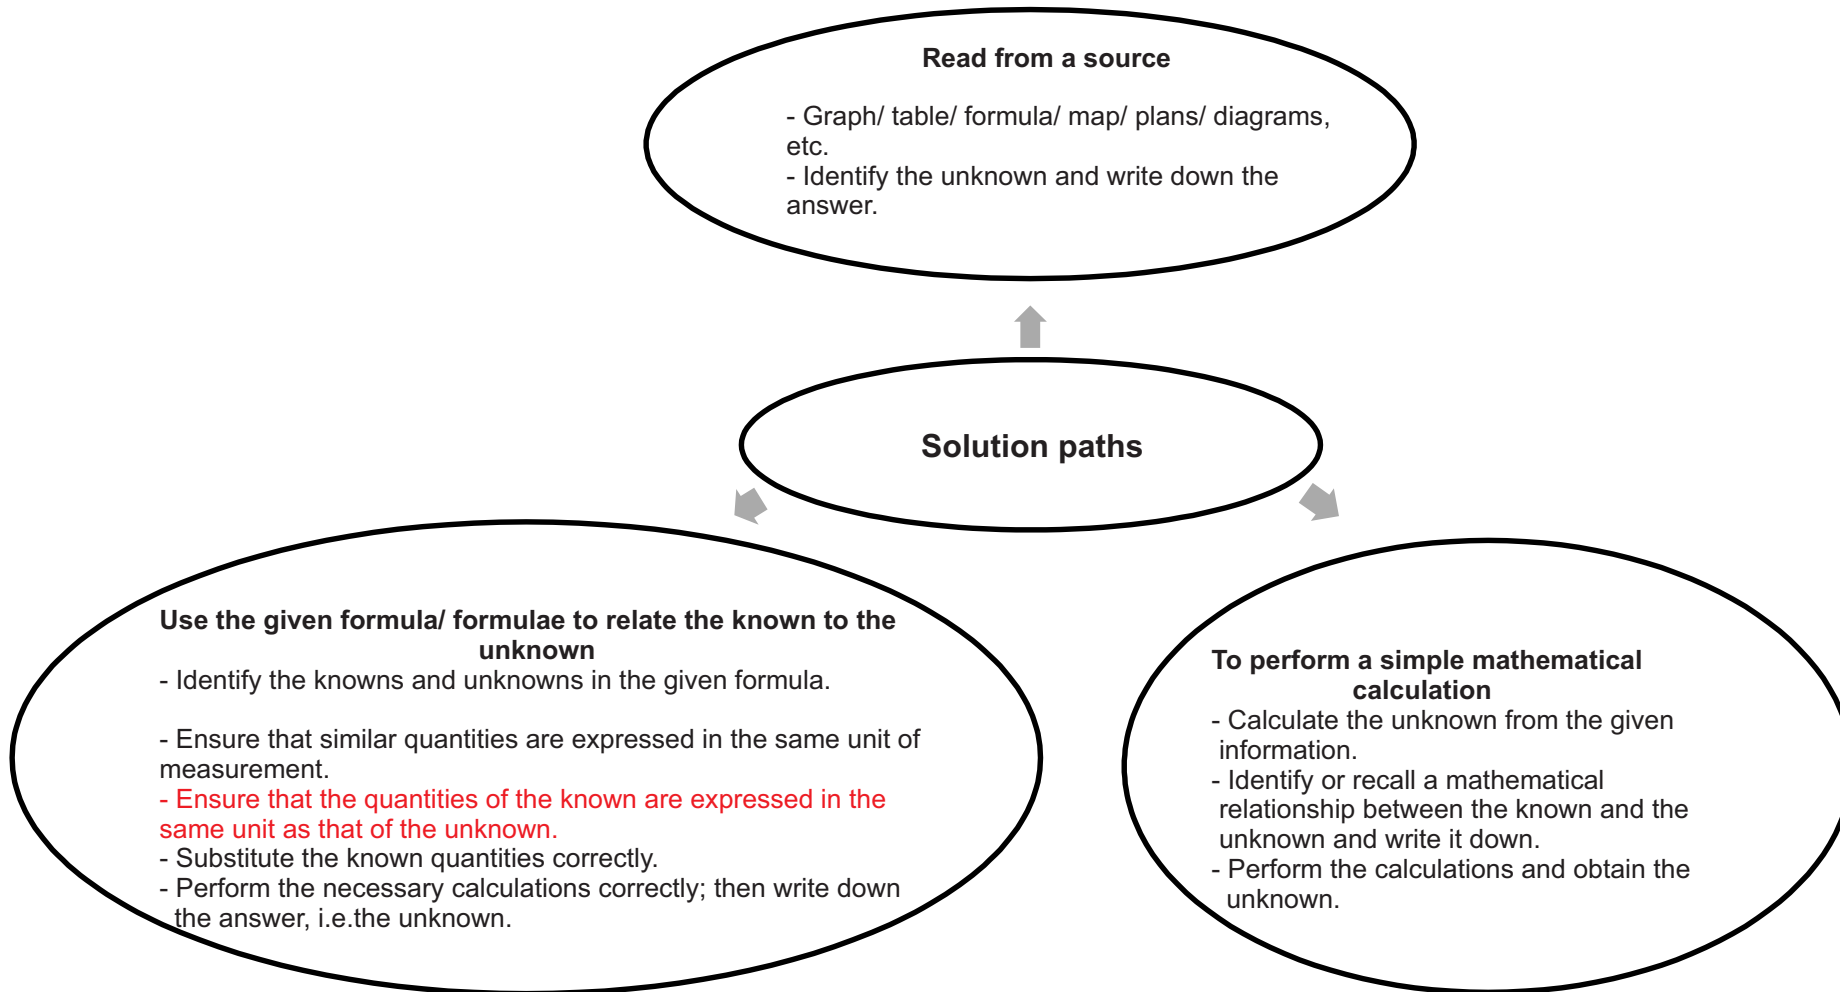 Read from a source
- Graph/ table/ formula/ map/ plans/ diagrams,
etc.
- Identify the unknown and write down the
answer.
Solution paths
Use the given formula/ formulae to relate the known to the
unknown
- Identify the knowns and unknowns in the given formula.
- Ensure that similar quantities are expressed in the same unit of
measurement.
- Ensure that the quantities of the known are expressed in the
same unit as that of the unknown.
- Substitute the known quantities correctly.
- Perform the necessary calculations correctly; then write down
the answer, i.e.the unknown.
To perform a simple mathematical
calculation
- Calculate the unknown from the given
information.
- Identify or recall a mathematical
relationship between the known and the
unknown and write it down.
- Perform the calculations and obtain the
unknown.